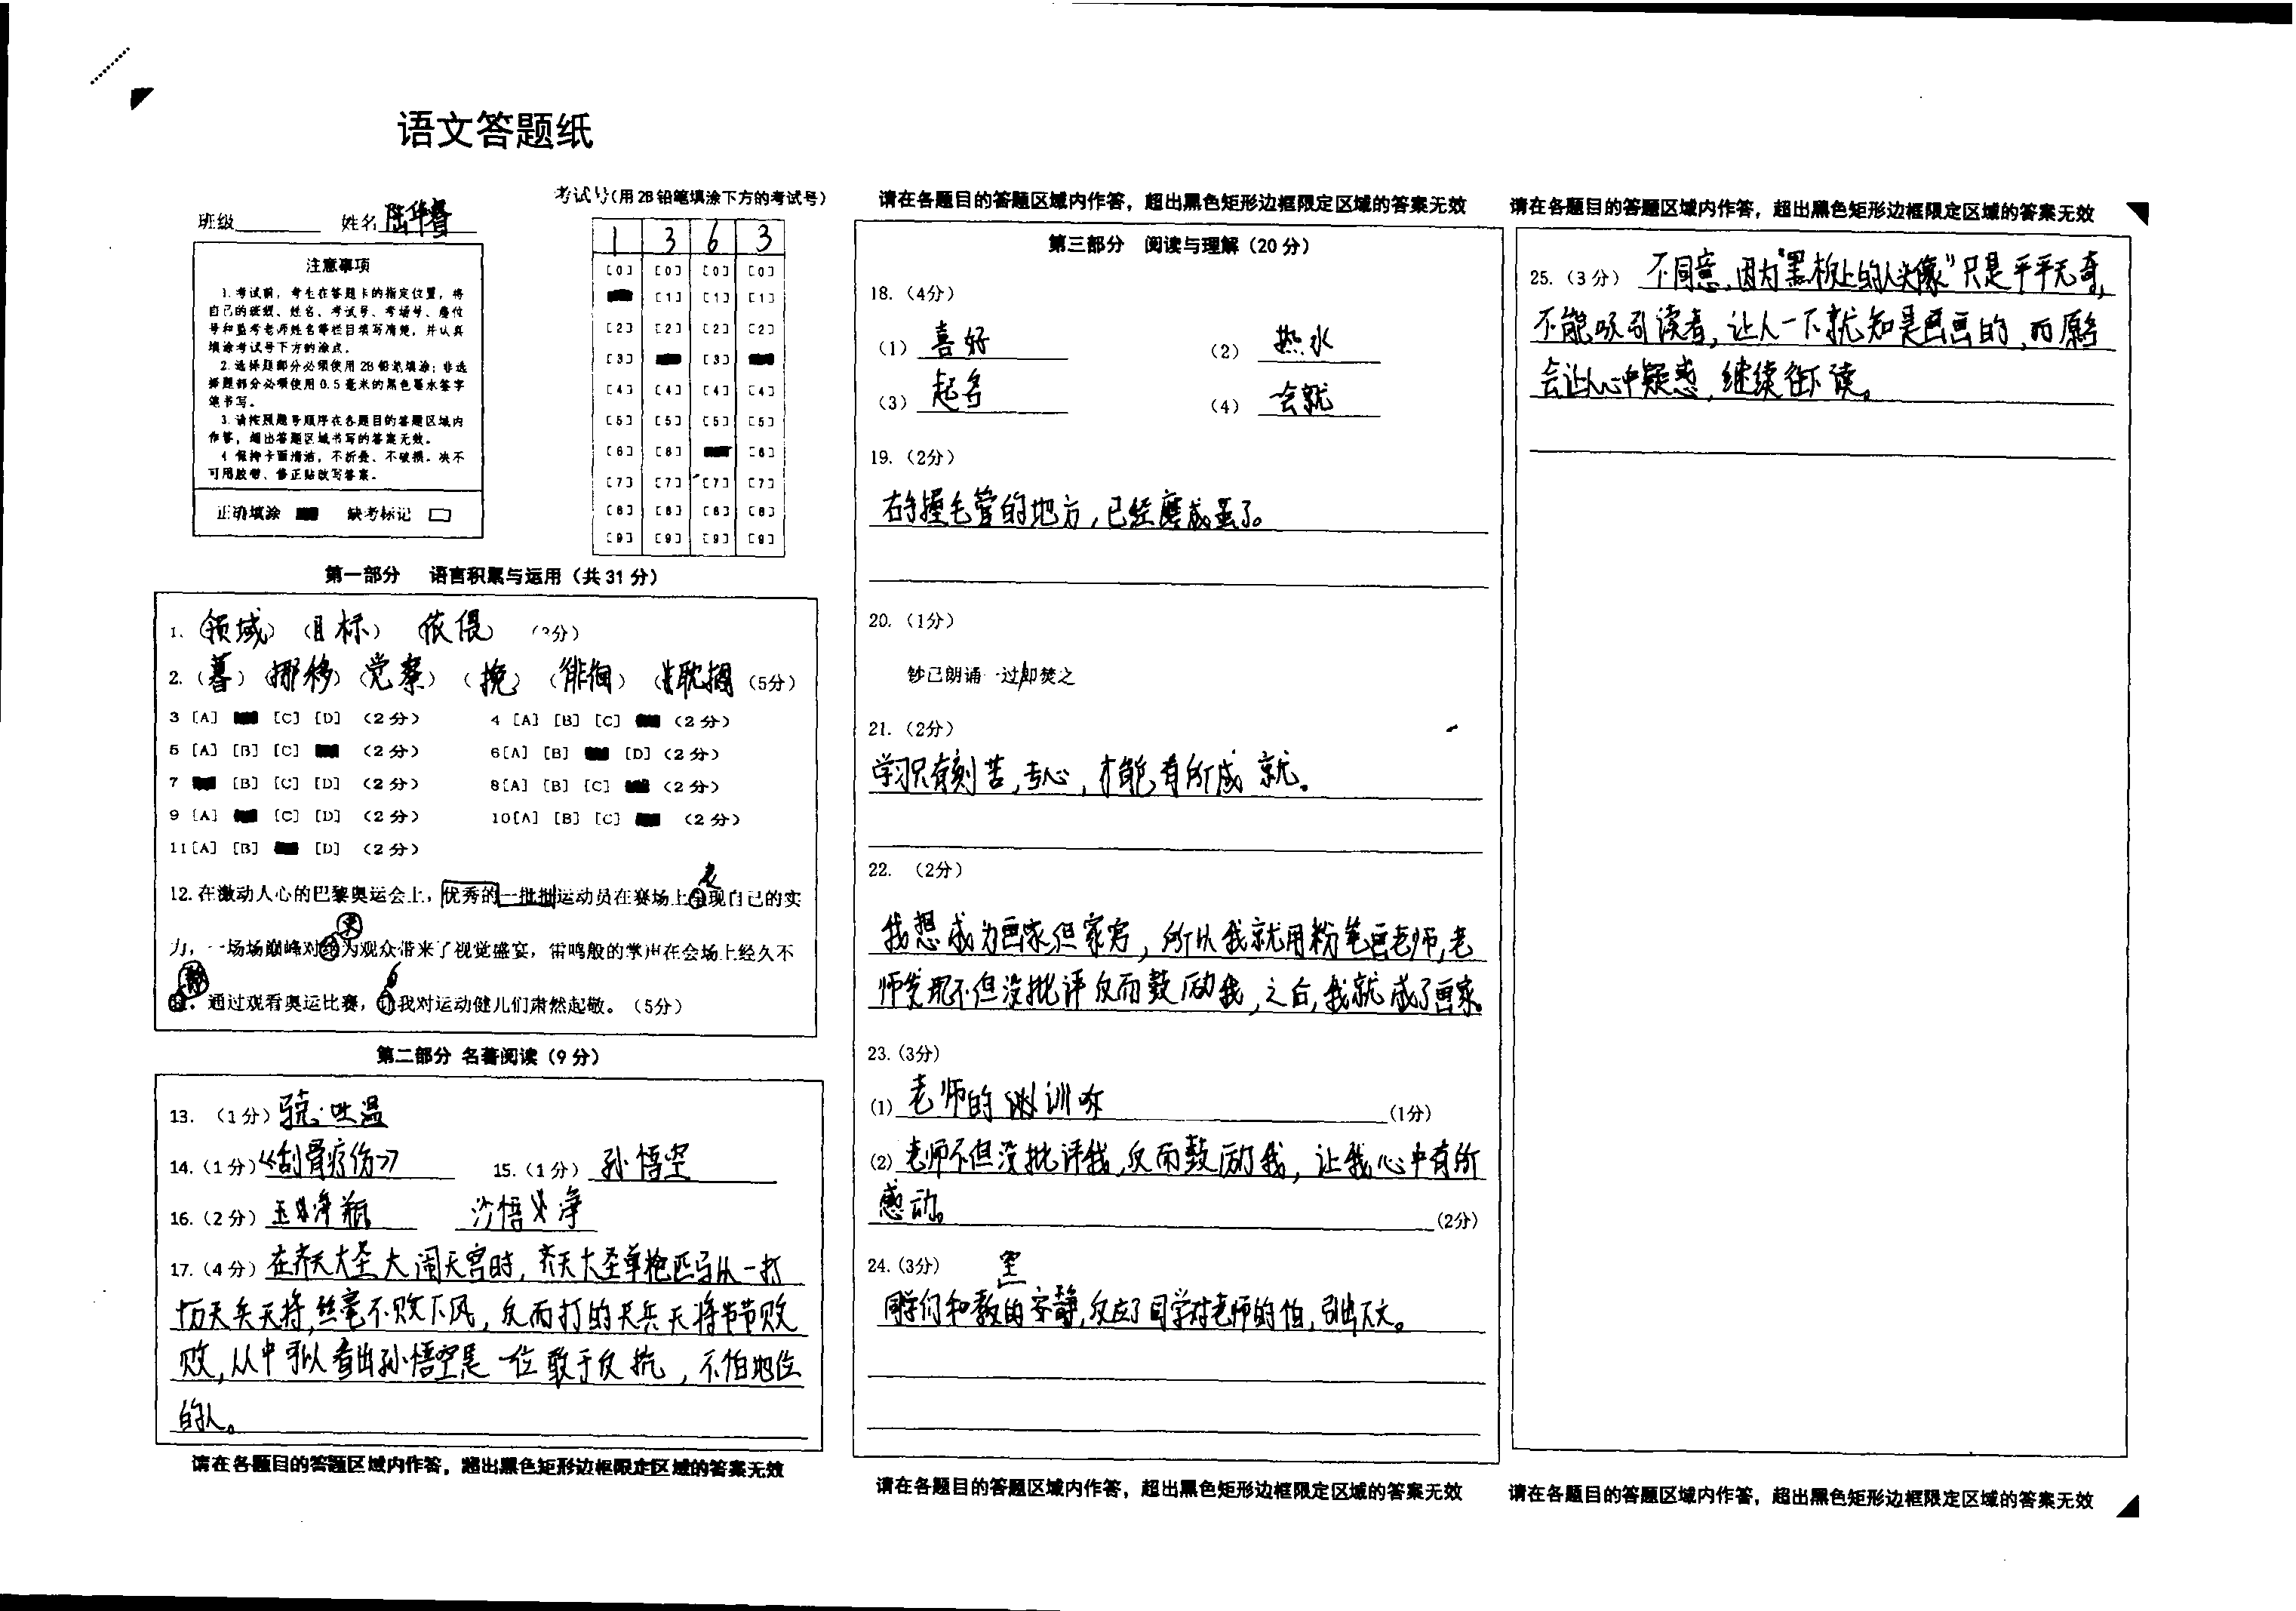 语文答题纸
班级 姓名 陆华睿
考试号(用2B铅笔填涂下方的考试号)
1 3 6 3
[0] [0] [0] [0]
[1] [1] [1]
[2] [2] [2] [2]
[3] [3]
[4] [4] [4] [4]
[5] [5] [5] [5]
[6] [6] [6]
[7] [7] [7] [7]
[8] [8] [8] [8]
[9] [9] [9] [9]
注意事项
1.考试前,考生在答题卡的指定位置,将
自己的班级、姓名、考试号、考场号、座位
号和监考老师姓名等栏目填写清楚,并认真
填涂考试号下方的涂点。
2.选择题部分必须使用2B铅笔填涂;非选
择题部分必须使用0.5毫米的黑色墨水签字
笔书写。
3.请按照题号顺序在各题目的答题区域内
作答,超出答题区域书写的答案无效。
4 保持卡面清洁,不折叠、不破损。决不
可用胶带、修正贴改写答案。
正确填涂 缺考标记
第一部分 语言积累与运用(共31分)
1.(领域)(目标)(依偎)(3分)
2.(暮)(挪移)(觉察)(挽)(徘徊)(耽搁)(5分)
3 [A] [C] [D] (2分) 4 [A] [B] [C] (2分)
5 [A] [B] [C] (2分) 6[A] [B] [D] (2分)
7 [B] [C] [D] (2分) 8[A] [B] [C] (2分)
9 [A] [C] [D] (2分) 10[A] [B] [C] (2分)
11[A] [B] [D] (2分)
12.在激动人心的巴黎奥运会上,优秀的一批批运动员在赛场上现自己的实
力,一场场巅峰对为观众带来了视觉盛宴,雷鸣般的掌声在会场上经久不
通过观看奥运比赛,我对运动健儿们肃然起敬。(5分)
第二部分 名著阅读(9分)
13.(1分)
14.(1分)《刮骨疗伤》 15.(1分) 孙悟空
16.(2分) 玉净瓶 沙悟净
17.(4分) 在齐天大圣大闹天宫时,齐天大圣单枪匹马从一打
十万天兵天将,丝毫不败下风,反而打的天兵天将节节败
败,从中可以看出孙悟空是一位敢于反抗,不怕地位
的人。
请在各题目的答题区域内作答,超出黑色矩形边框限定区域的答案无效
请在各题目的答题区域内作答,超出黑色矩形边框限定区域的答案无效
第三部分 阅读与理解(20分)
18.(4分)
(1) 喜好 (2) 热水
(3) 起名 (4) 会就
19.(2分)
右手握毛管的地方,已经磨成茧了。
20.(1分)
钞已朗诵一过/即焚之
21.(2分)
学习只有刻苦,专心,才能有所成就。
22.(2分)
我想成为画家但家穷,所以我就用粉笔画老师,老
师发现不但没批评反而鼓励我,之后,我就成了画家。
23.(3分)
(1) 老师的训斥 (1分)
(2) 老师不但没批评我,反而鼓励我,让我心中有所
感动。 (2分)
24.(3分)
同学们和教室的安静,反应了同学对老师的怕,引出下文。
请在各题目的答题区域内作答,超出黑色矩形边框限定区域的答案无效
请在各题目的答题区域内作答,超出黑色矩形边框限定区域的答案无效
25.(3分) 不同意,因为“黑板上的人头像”只是平平无奇,
不能吸引读者,让人一下就知是画画的,而原名
会让人心中疑惑,继续往下读。
请在各题目的答题区域内作答,超出黑色矩形边框限定区域的答案无效